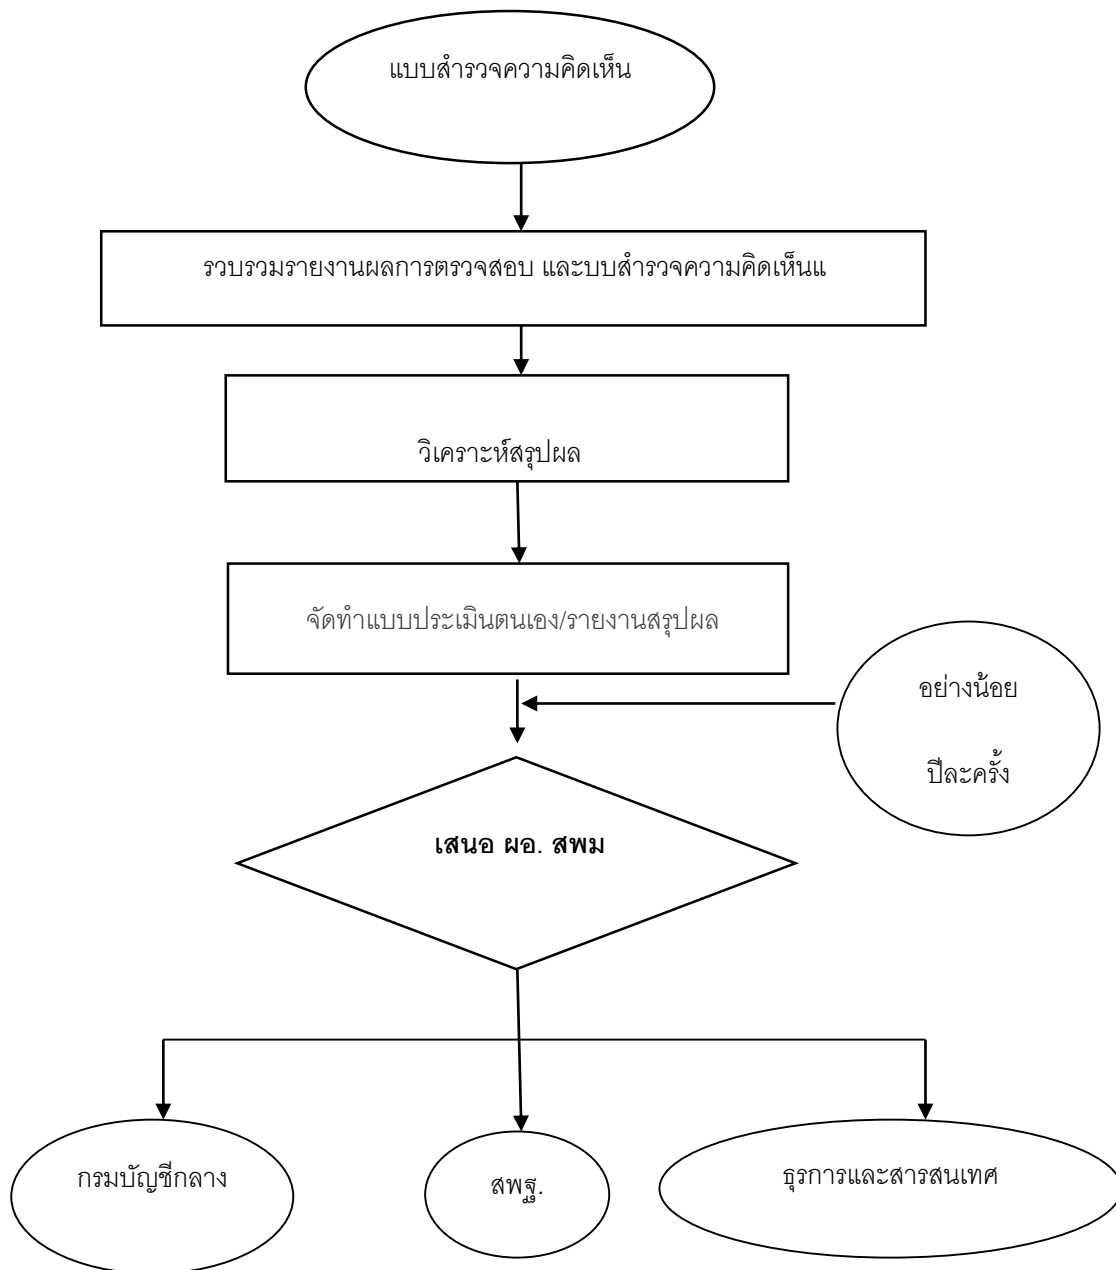 แบบสำรวจความคิดเห็น
รวบรวมรายงานผลการตรวจสอบ และบบสำรวจความคิดเห็นแ
วิเคราะห์สรุปผล
จัดทำแบบประเมินตนเอง/รายงานสรุปผล
อย่างน้อย
ปีละครั้ง
เสนอ ผอ. สพม
กรมบัญชีกลาง
สพฐ.
ธุรการและสารสนเทศ